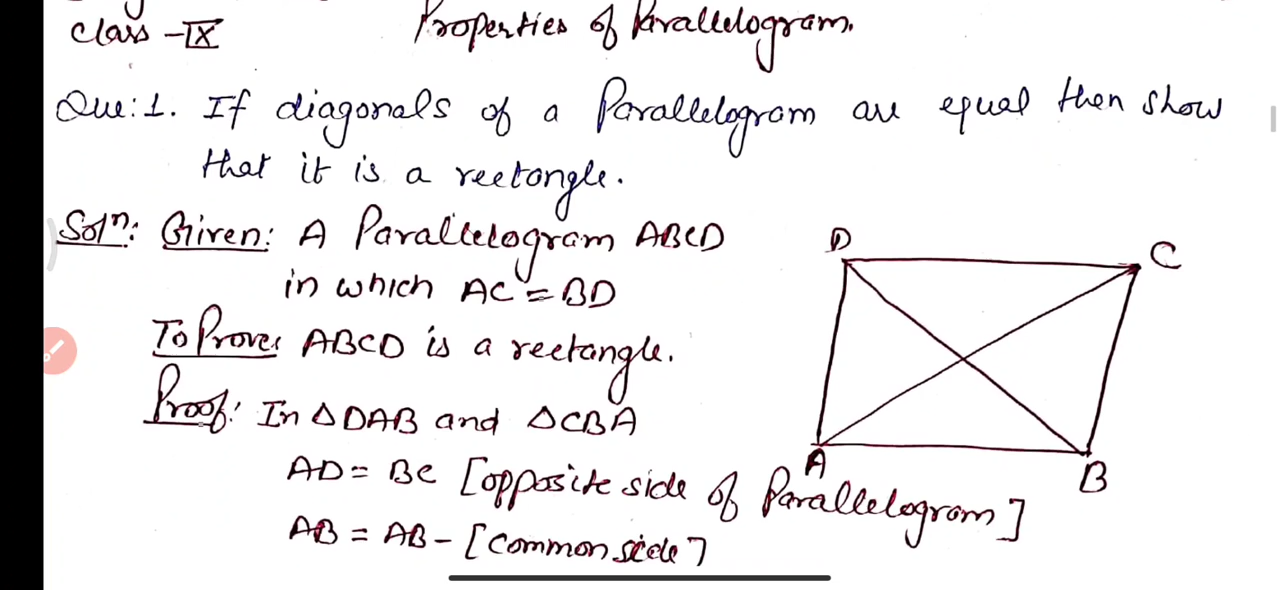 class -IX Properties of Parallelogram.
Que: 1. If diagonals of a Parallelogram are equal then show
that it is a rectangle.
Solⁿ: Given: A Parallelogram ABCD
in which AC = BD
To Prove: ABCD is a rectangle.
Proof: In △DAB and △CBA
AD = BC [opposite side of Parallelogram]
AB = AB - [common side]
D
C
A
B